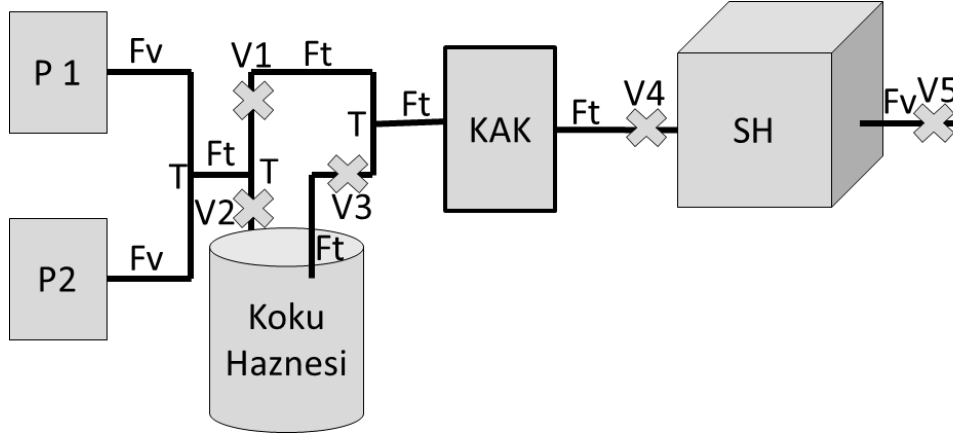 P 1
Fv
V1
Ft
Ft
T
KAK
Ft
V4
SH
Fv
V5
T
Ft
T
V2
V3
Ft
P2
Fv
Koku
Haznesi